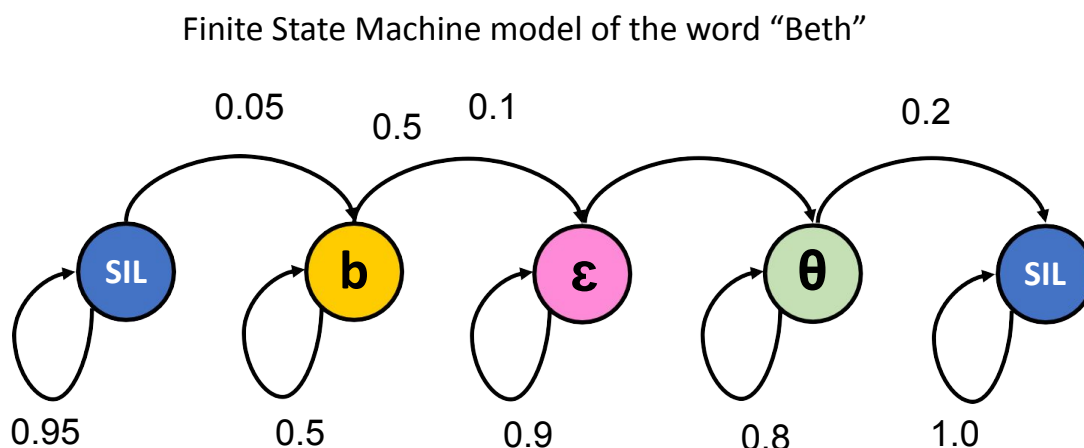 Finite State Machine model of the word “Beth”
0.05 0.5 0.1 0.2
SIL b ε θ SIL
0.95 0.5 0.9 0.8 1.0